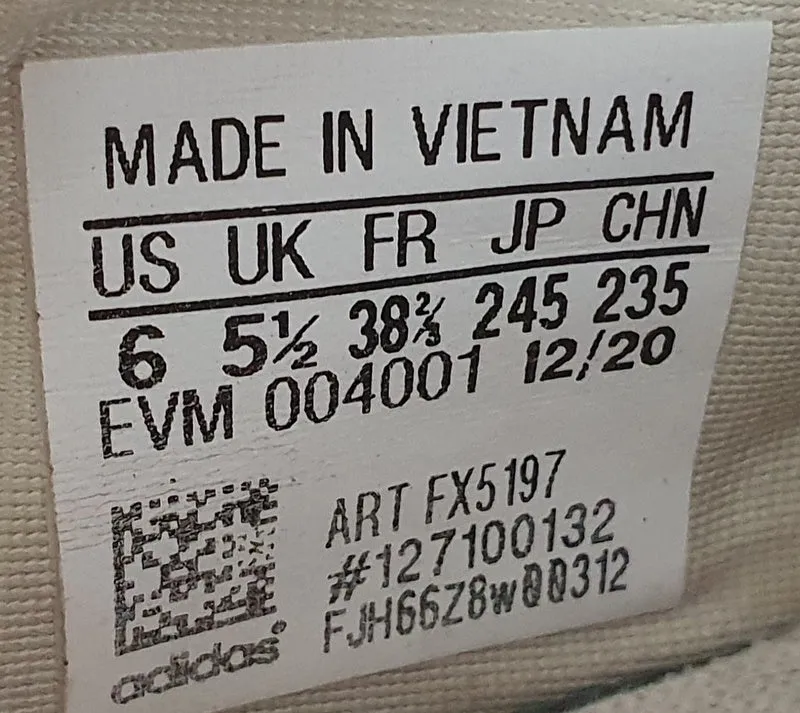 MADE IN VIETNAM
US UK FR JP CHN
6 5½ 38⅔ 245 235
EVM 004001 12/20
ART FX5197
#127100132
FJH66Z8W00312
adidas®